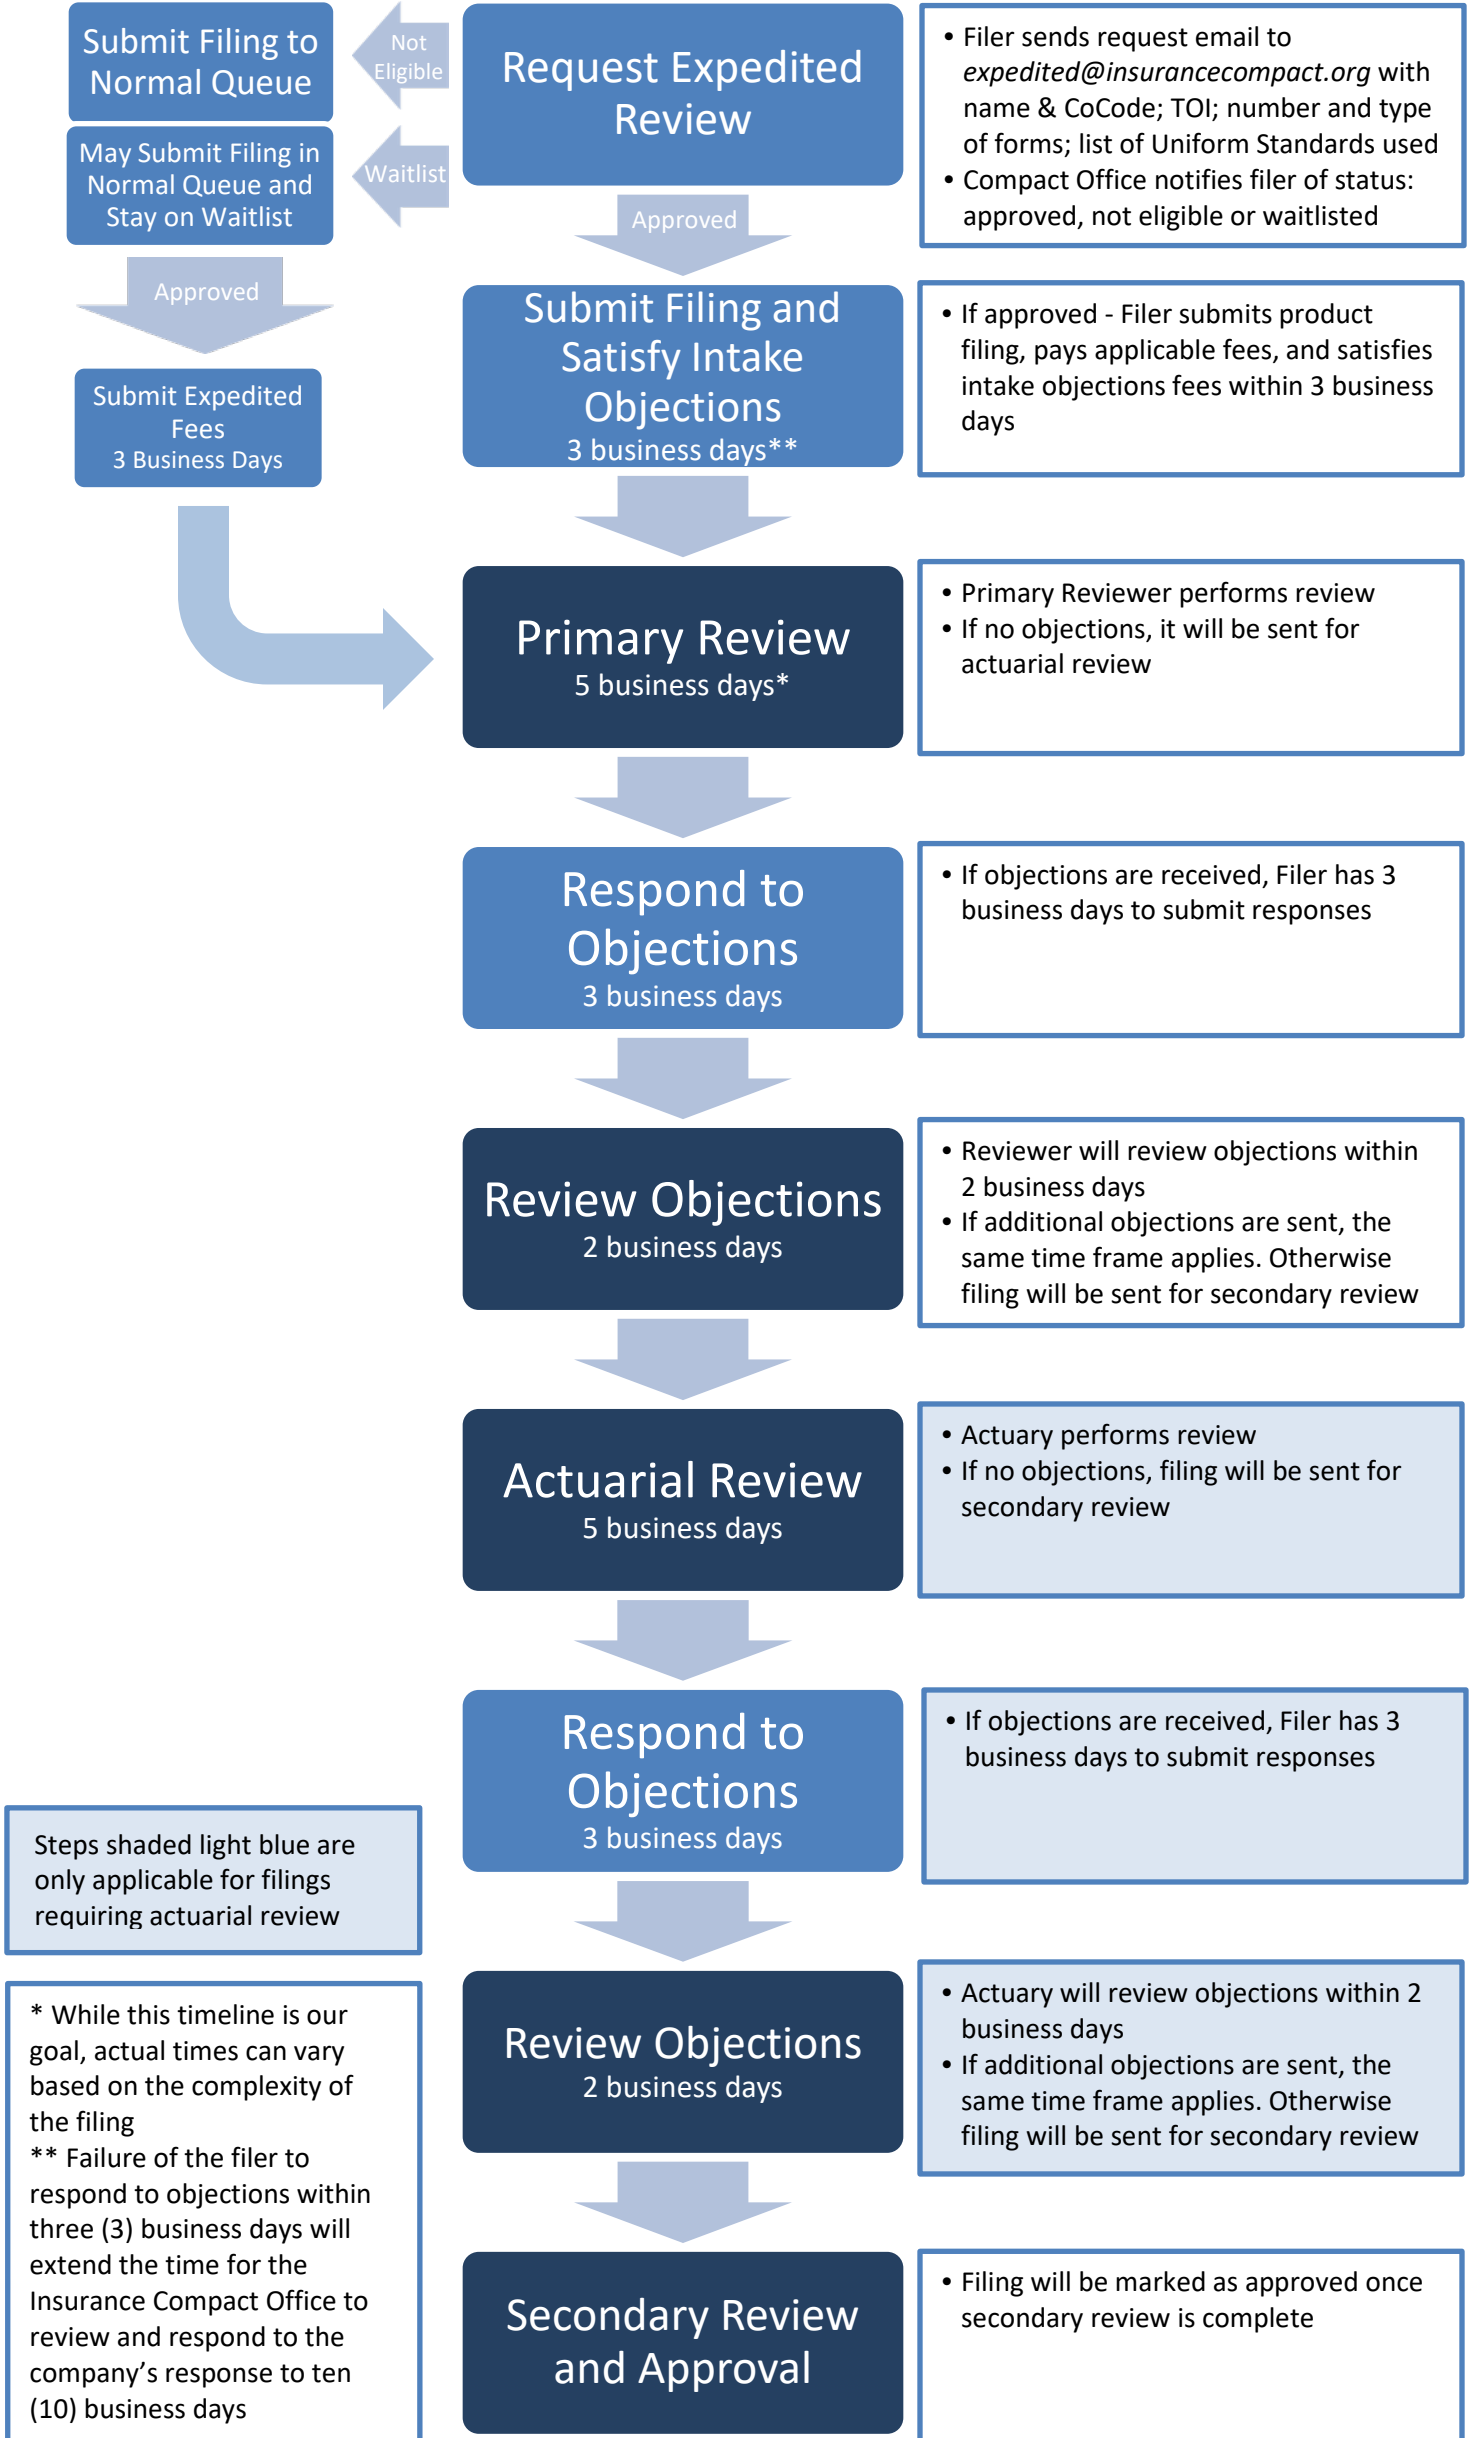 Submit Filing to
Normal Queue
Not
Eligible
Request Expedited
Review
• Filer sends request email to
expedited@insurancecompact.org with
name & CoCode; TOI; number and type
of forms; list of Uniform Standards used
• Compact Office notifies filer of status:
approved, not eligible or waitlisted
May Submit Filing in
Normal Queue and
Stay on Waitlist
Waitlist
Approved
Approved
Submit Expedited
Fees
3 Business Days
Submit Filing and
Satisfy Intake
Objections
3 business days**
• If approved - Filer submits product
filing, pays applicable fees, and satisfies
intake objections fees within 3 business
days
Primary Review
5 business days*
• Primary Reviewer performs review
• If no objections, it will be sent for
actuarial review
Respond to
Objections
3 business days
• If objections are received, Filer has 3
business days to submit responses
Review Objections
2 business days
• Reviewer will review objections within
2 business days
• If additional objections are sent, the
same time frame applies. Otherwise
filing will be sent for secondary review
Actuarial Review
5 business days
• Actuary performs review
• If no objections, filing will be sent for
secondary review
Respond to
Objections
3 business days
• If objections are received, Filer has 3
business days to submit responses
Steps shaded light blue are
only applicable for filings
requiring actuarial review
Review Objections
2 business days
• Actuary will review objections within 2
business days
• If additional objections are sent, the
same time frame applies. Otherwise
filing will be sent for secondary review
* While this timeline is our
goal, actual times can vary
based on the complexity of
the filing
** Failure of the filer to
respond to objections within
three (3) business days will
extend the time for the
Insurance Compact Office to
review and respond to the
company’s response to ten
(10) business days
Secondary Review
and Approval
• Filing will be marked as approved once
secondary review is complete